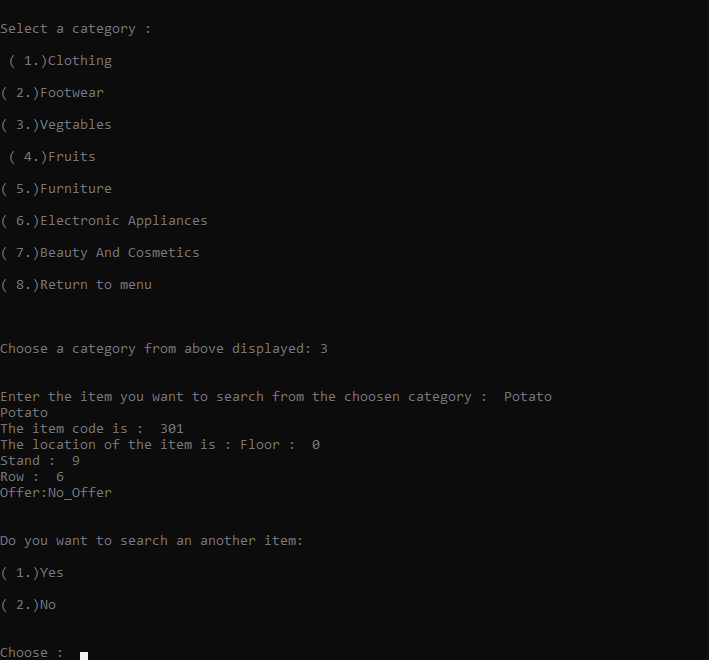 Select a category :
( 1.)Clothing
( 2.)Footwear
( 3.)Vegtables
( 4.)Fruits
( 5.)Furniture
( 6.)Electronic Appliances
( 7.)Beauty And Cosmetics
( 8.)Return to menu
Choose a category from above displayed: 3
Enter the item you want to search from the choosen category :  Potato
Potato
The item code is :  301
The location of the item is : Floor :  0
Stand :  9
Row :  6
Offer:No_Offer
Do you want to search an another item:
( 1.)Yes
( 2.)No
Choose :